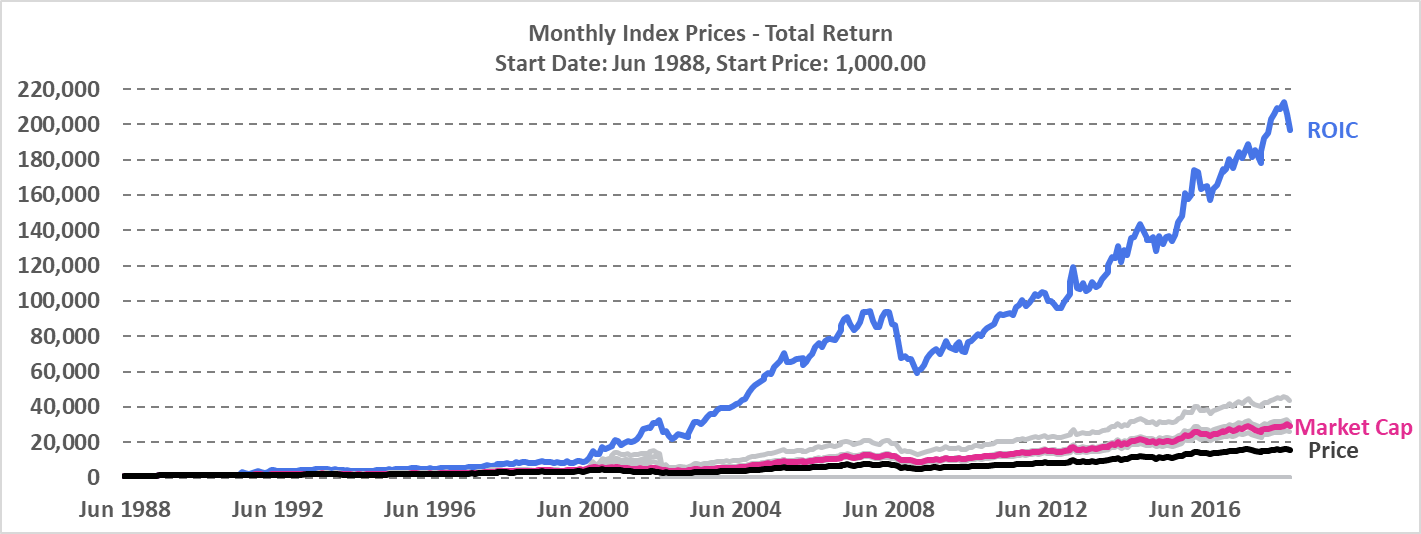 Monthly Index Prices - Total Return
Start Date: Jun 1988, Start Price: 1,000.00
220,000
200,000
180,000
160,000
140,000
120,000
100,000
80,000
60,000
40,000
20,000
0
ROIC
Market Cap
Price
Jun 1988 Jun 1992 Jun 1996 Jun 2000 Jun 2004 Jun 2008 Jun 2012 Jun 2016